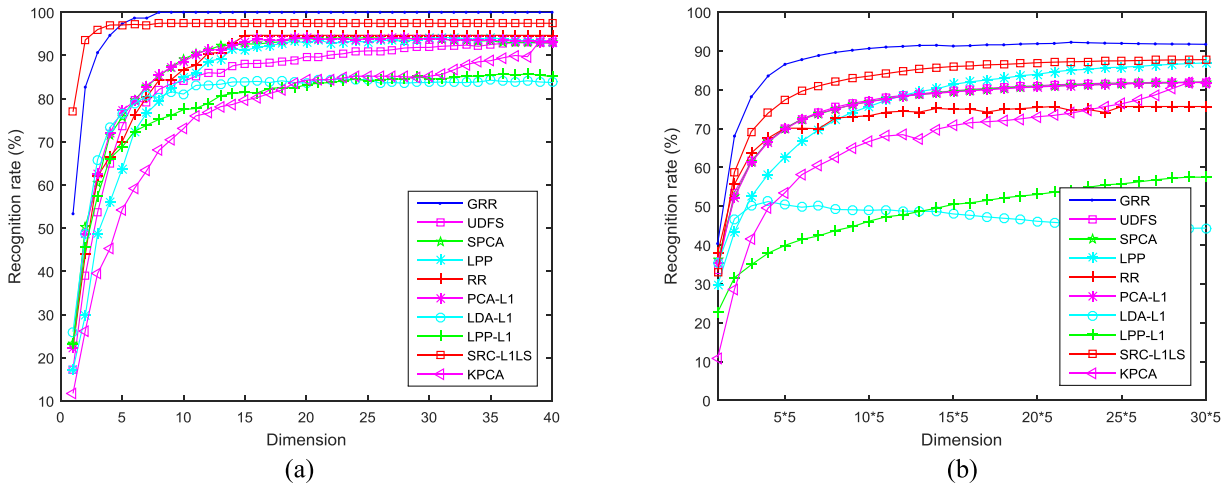 Recognition rate (%)
100
90
80
70
60
50
40
30
20
10
0 5 10 15 20 25 30 35 40
Dimension
GRR
UDFS
SPCA
LPP
RR
PCA-L1
LDA-L1
LPP-L1
SRC-L1LS
KPCA
(a)
Recognition rate (%)
100
90
80
70
60
50
40
30
20
10
0
5*5 10*5 15*5 20*5 25*5 30*5
Dimension
GRR
UDFS
SPCA
LPP
RR
PCA-L1
LDA-L1
LPP-L1
SRC-L1LS
KPCA
(b)